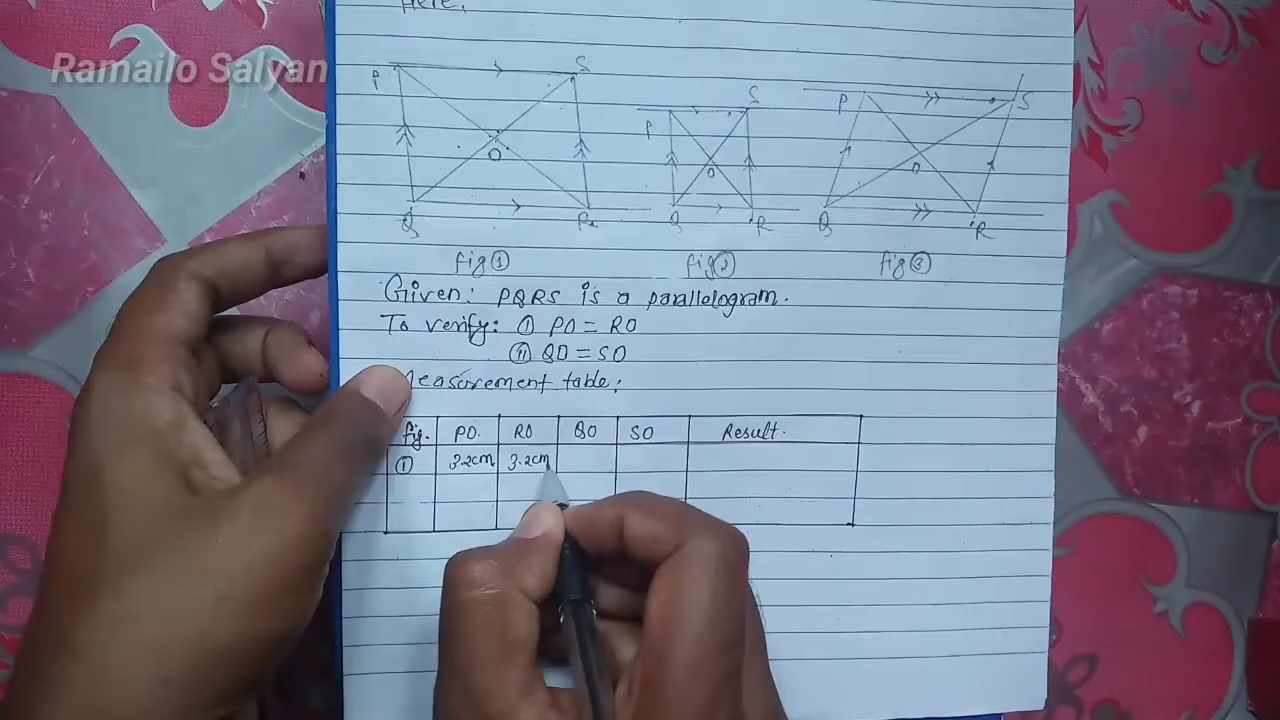 Here,
Ramailo Salyan
P S P S P S
O O O
Q R Q R Q R
fig ① fig ② fig ③
Given: PQRS is a parallelogram.
To verify: ① PO = RO
② QO = SO
Measurement table:
fig. PO. RO QO SO Result.
① 3.2cm 3.2cm